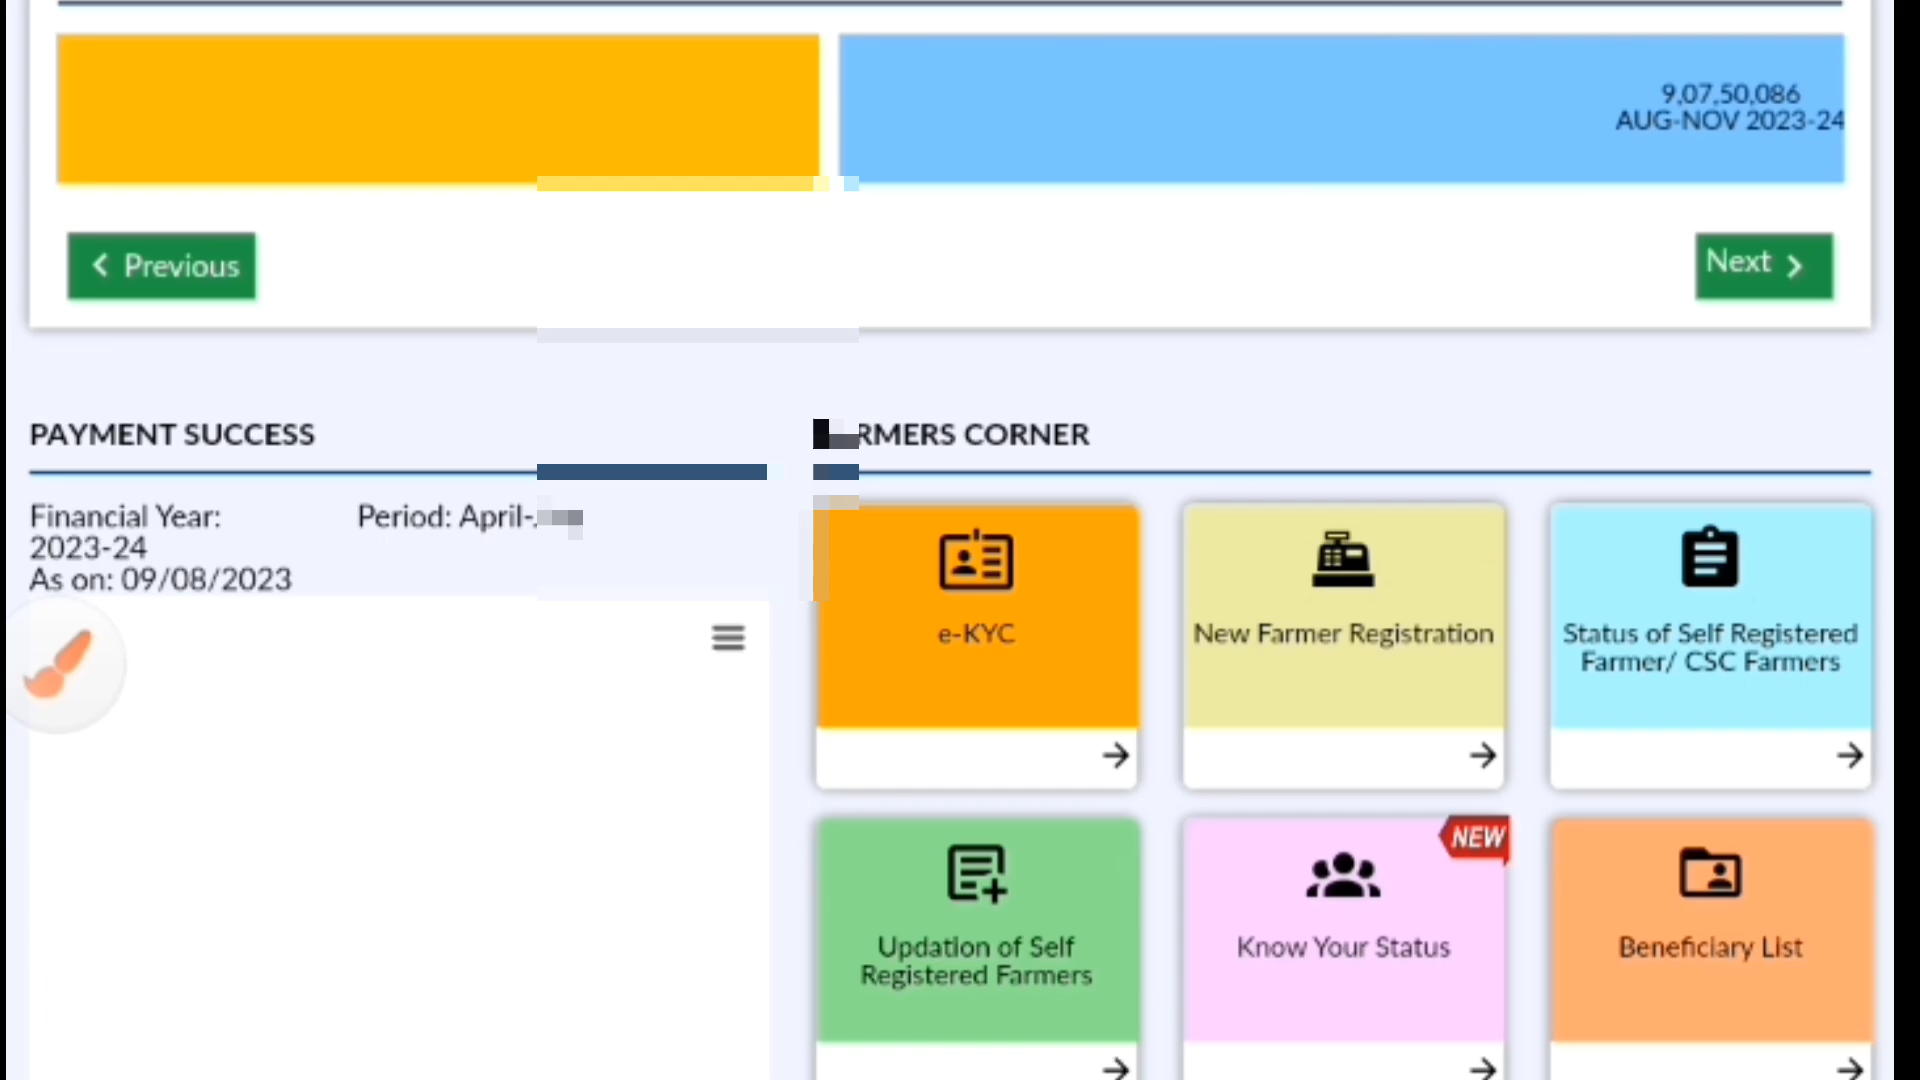 9,07,50,086
AUG-NOV 2023-24
Previous
Next
PAYMENT SUCCESS
RMERS CORNER
Financial Year:
2023-24
Period: April-
As on: 09/08/2023
e-KYC
New Farmer Registration
Status of Self Registered
Farmer/ CSC Farmers
Updation of Self
Registered Farmers
NEW
Know Your Status
Beneficiary List